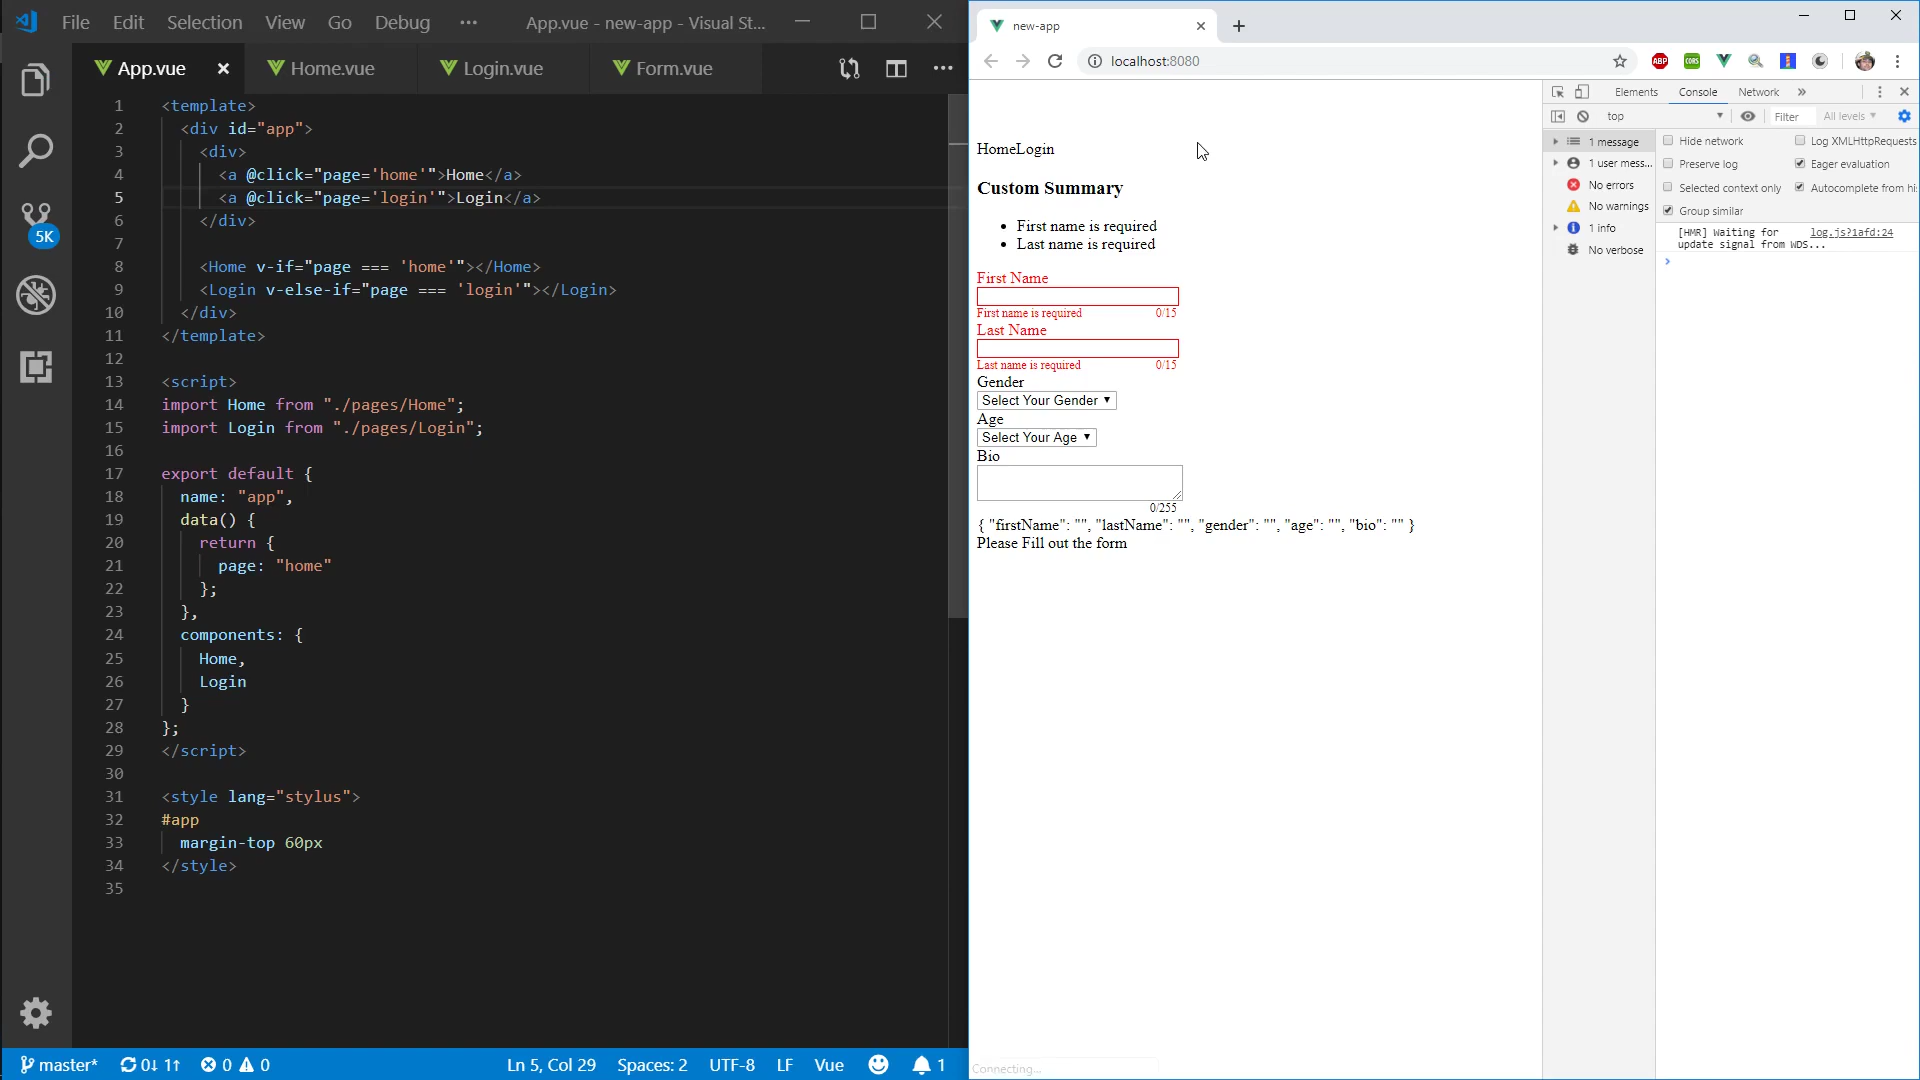 File Edit Selection View Go Debug ··· App.vue - new-app - Visual St...
App.vue Home.vue Login.vue Form.vue
5K
1 <template>
2 <div id="app">
3 <div>
4 <a @click="page='home'">Home</a>
5 <a @click="page='login'">Login</a>
6 </div>
7
8 <Home v-if="page === 'home'"></Home>
9 <Login v-else-if="page === 'login'"></Login>
10 </div>
11 </template>
12
13 <script>
14 import Home from "./pages/Home";
15 import Login from "./pages/Login";
16
17 export default {
18 name: "app",
19 data() {
20 return {
21 page: "home"
22 };
23 },
24 components: {
25 Home,
26 Login
27 }
28 };
29 </script>
30
31 <style lang="stylus">
32 #app
33 margin-top 60px
34 </style>
35
master* 0↓ 1↑ 0 0 Ln 5, Col 29 Spaces: 2 UTF-8 LF Vue 1
new-app
localhost:8080
ABP CORS
HomeLogin
Custom Summary
• First name is required
• Last name is required
First Name
First name is required 0/15
Last Name
Last name is required 0/15
Gender
Select Your Gender
Age
Select Your Age
Bio
0/255
{ "firstName": "", "lastName": "", "gender": "", "age": "", "bio": "" }
Please Fill out the form
Connecting...
Elements Console Network »
top Filter All levels
1 message
1 user mess...
No errors
No warnings
1 info
No verbose
Hide network Log XMLHttpRequests
Preserve log Eager evaluation
Selected context only Autocomplete from hi
Group similar
[HMR] Waiting for log.js?1afd:24
update signal from WDS...